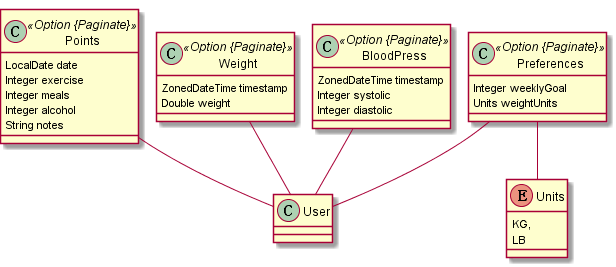 C «Option {Paginate}»
Points
LocalDate date
Integer exercise
Integer meals
Integer alcohol
String notes
C «Option {Paginate}»
Weight
ZonedDateTime timestamp
Double weight
C «Option {Paginate}»
BloodPress
ZonedDateTime timestamp
Integer systolic
Integer diastolic
C «Option {Paginate}»
Preferences
Integer weeklyGoal
Units weightUnits
C User
E Units
KG,
LB